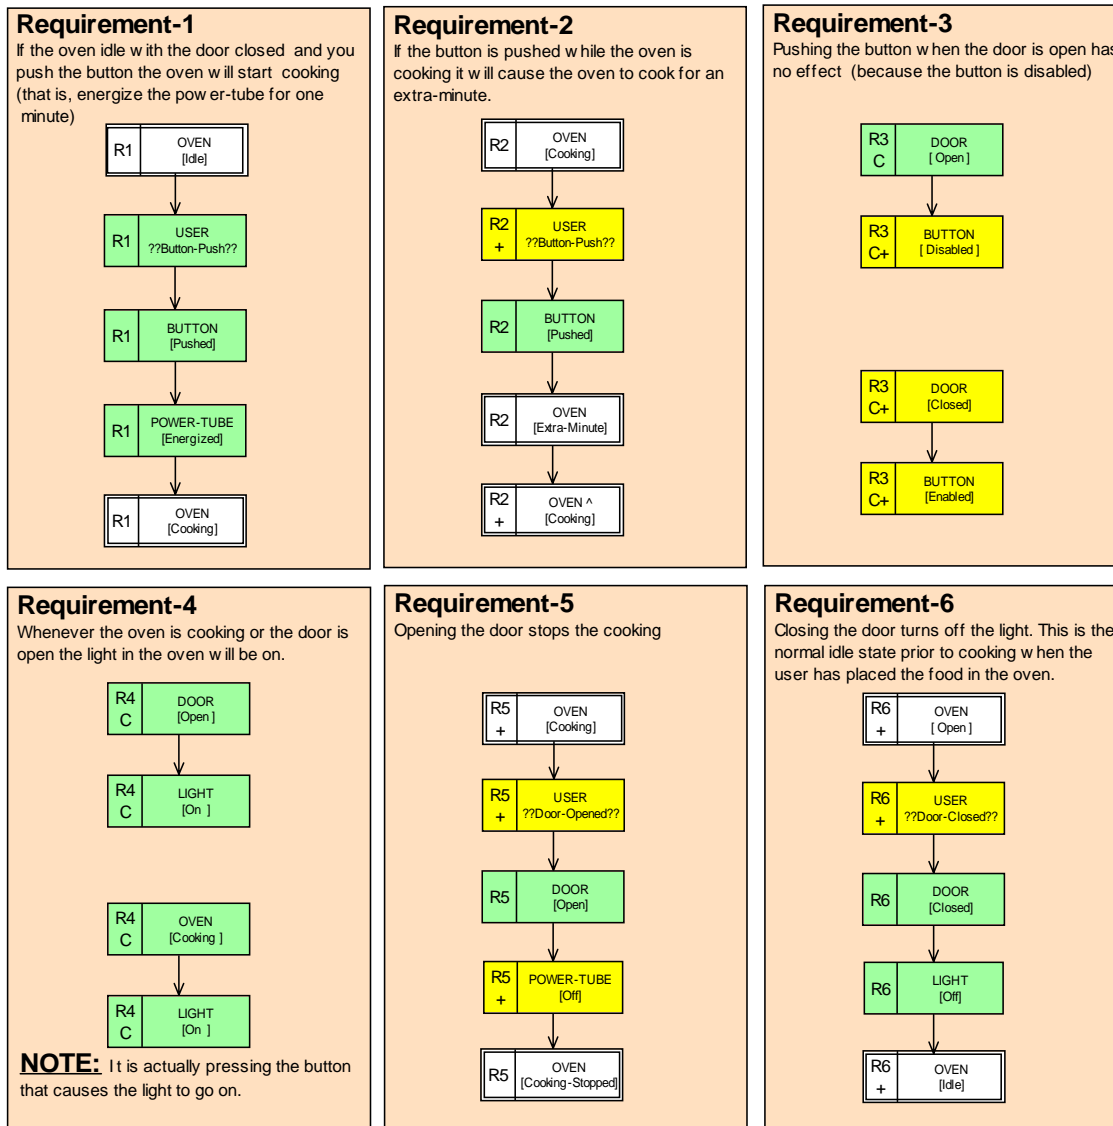 Requirement-1
If the oven idle with the door closed and you
push the button the oven will start cooking
(that is, energize the power-tube for one
minute)
R1
OVEN
[Idle]
R1
USER
??Button-Push??
R1
BUTTON
[Pushed]
R1
POWER-TUBE
[Energized]
R1
OVEN
[Cooking]
Requirement-2
If the button is pushed while the oven is
cooking it will cause the oven to cook for an
extra-minute.
R2
OVEN
[Cooking]
R2
+
USER
??Button-Push??
R2
BUTTON
[Pushed]
R2
OVEN
[Extra-Minute]
R2
+
OVEN ^
[Cooking]
Requirement-3
Pushing the button when the door is open has
no effect (because the button is disabled)
R3
C
DOOR
[ Open ]
R3
C+
BUTTON
[ Disabled ]
R3
C+
DOOR
[Closed]
R3
C+
BUTTON
[Enabled]
Requirement-4
Whenever the oven is cooking or the door is
open the light in the oven will be on.
R4
C
DOOR
[Open ]
R4
C
LIGHT
[On ]
R4
C
OVEN
[Cooking ]
R4
C
LIGHT
[On ]
NOTE: It is actually pressing the button
that causes the light to go on.
Requirement-5
Opening the door stops the cooking
R5
+
OVEN
[Cooking]
R5
+
USER
??Door-Opened??
R5
DOOR
[Open]
R5
+
POWER-TUBE
[Off]
R5
OVEN
[Cooking-Stopped]
Requirement-6
Closing the door turns off the light. This is the
normal idle state prior to cooking when the
user has placed the food in the oven.
R6
+
OVEN
[ Open ]
R6
+
USER
??Door-Closed??
R6
DOOR
[Closed]
R6
LIGHT
[Off]
R6
+
OVEN
[Idle]